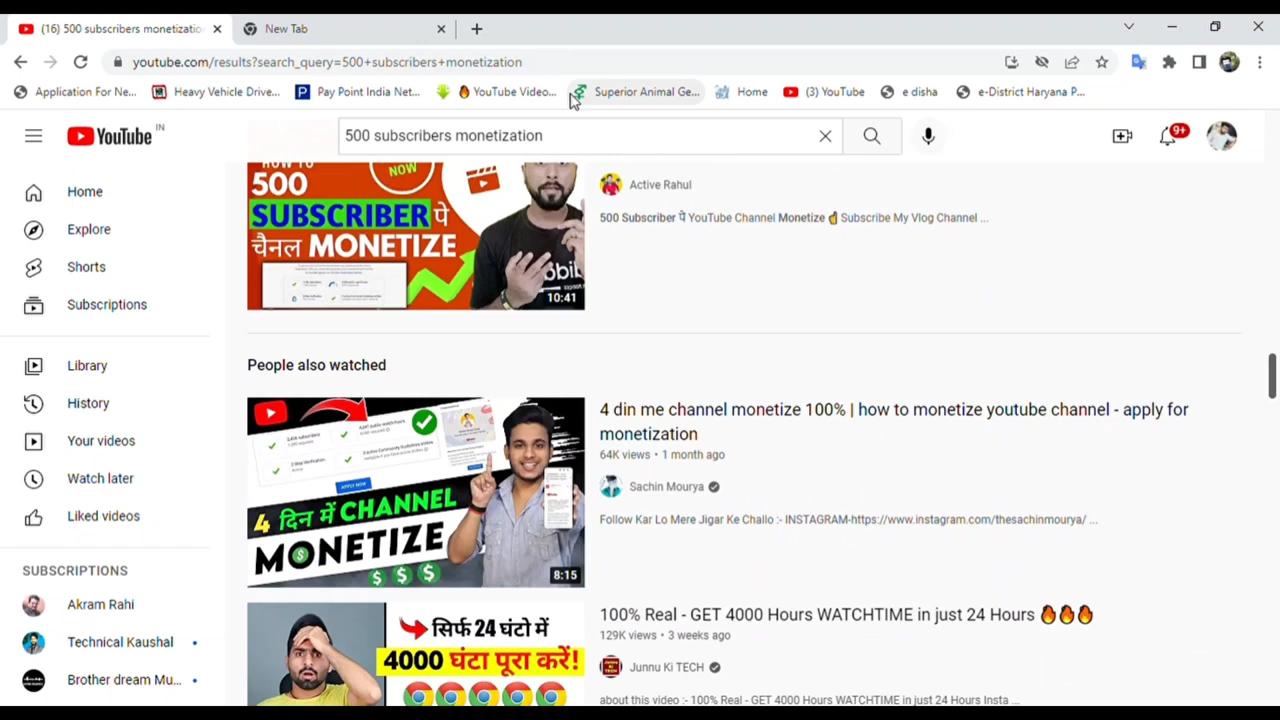 (16) 500 subscribers monetizatio
New Tab
youtube.com/results?search_query=500+subscribers+monetization
Application For Ne...
Heavy Vehicle Drive...
Pay Point India Net...
YouTube Video...
Superior Animal Ge...
Home
(3) YouTube
e disha
e-District Haryana P...
YouTube IN
500 subscribers monetization
9+
Home
Explore
Shorts
Subscriptions
Library
History
Your videos
Watch later
Liked videos
SUBSCRIPTIONS
Akram Rahi
Technical Kaushal
Brother dream Mu...
NOW
500
SUBSCRIBER पे
चैनल MONETIZE
10:41
Active Rahul
500 Subscriber पे YouTube Channel Monetize ☝ Subscribe My Vlog Channel ...
People also watched
APPLY NOW
4 दिन में CHANNEL
MONETIZE
8:15
4 din me channel monetize 100% | how to monetize youtube channel - apply for
monetization
64K views • 1 month ago
Sachin Mourya
Follow Kar Lo Mere Jigar Ke Challo :- INSTAGRAM-https://www.instagram.com/thesachinmourya/ ...
सिर्फ 24 घंटो में
4000 घंटा पूरा करें!
100% Real - GET 4000 Hours WATCHTIME in just 24 Hours 🔥🔥🔥
129K views • 3 weeks ago
Junnu Ki TECH
about this video :- 100% Real - GET 4000 Hours WATCHTIME in just 24 Hours Insta ...